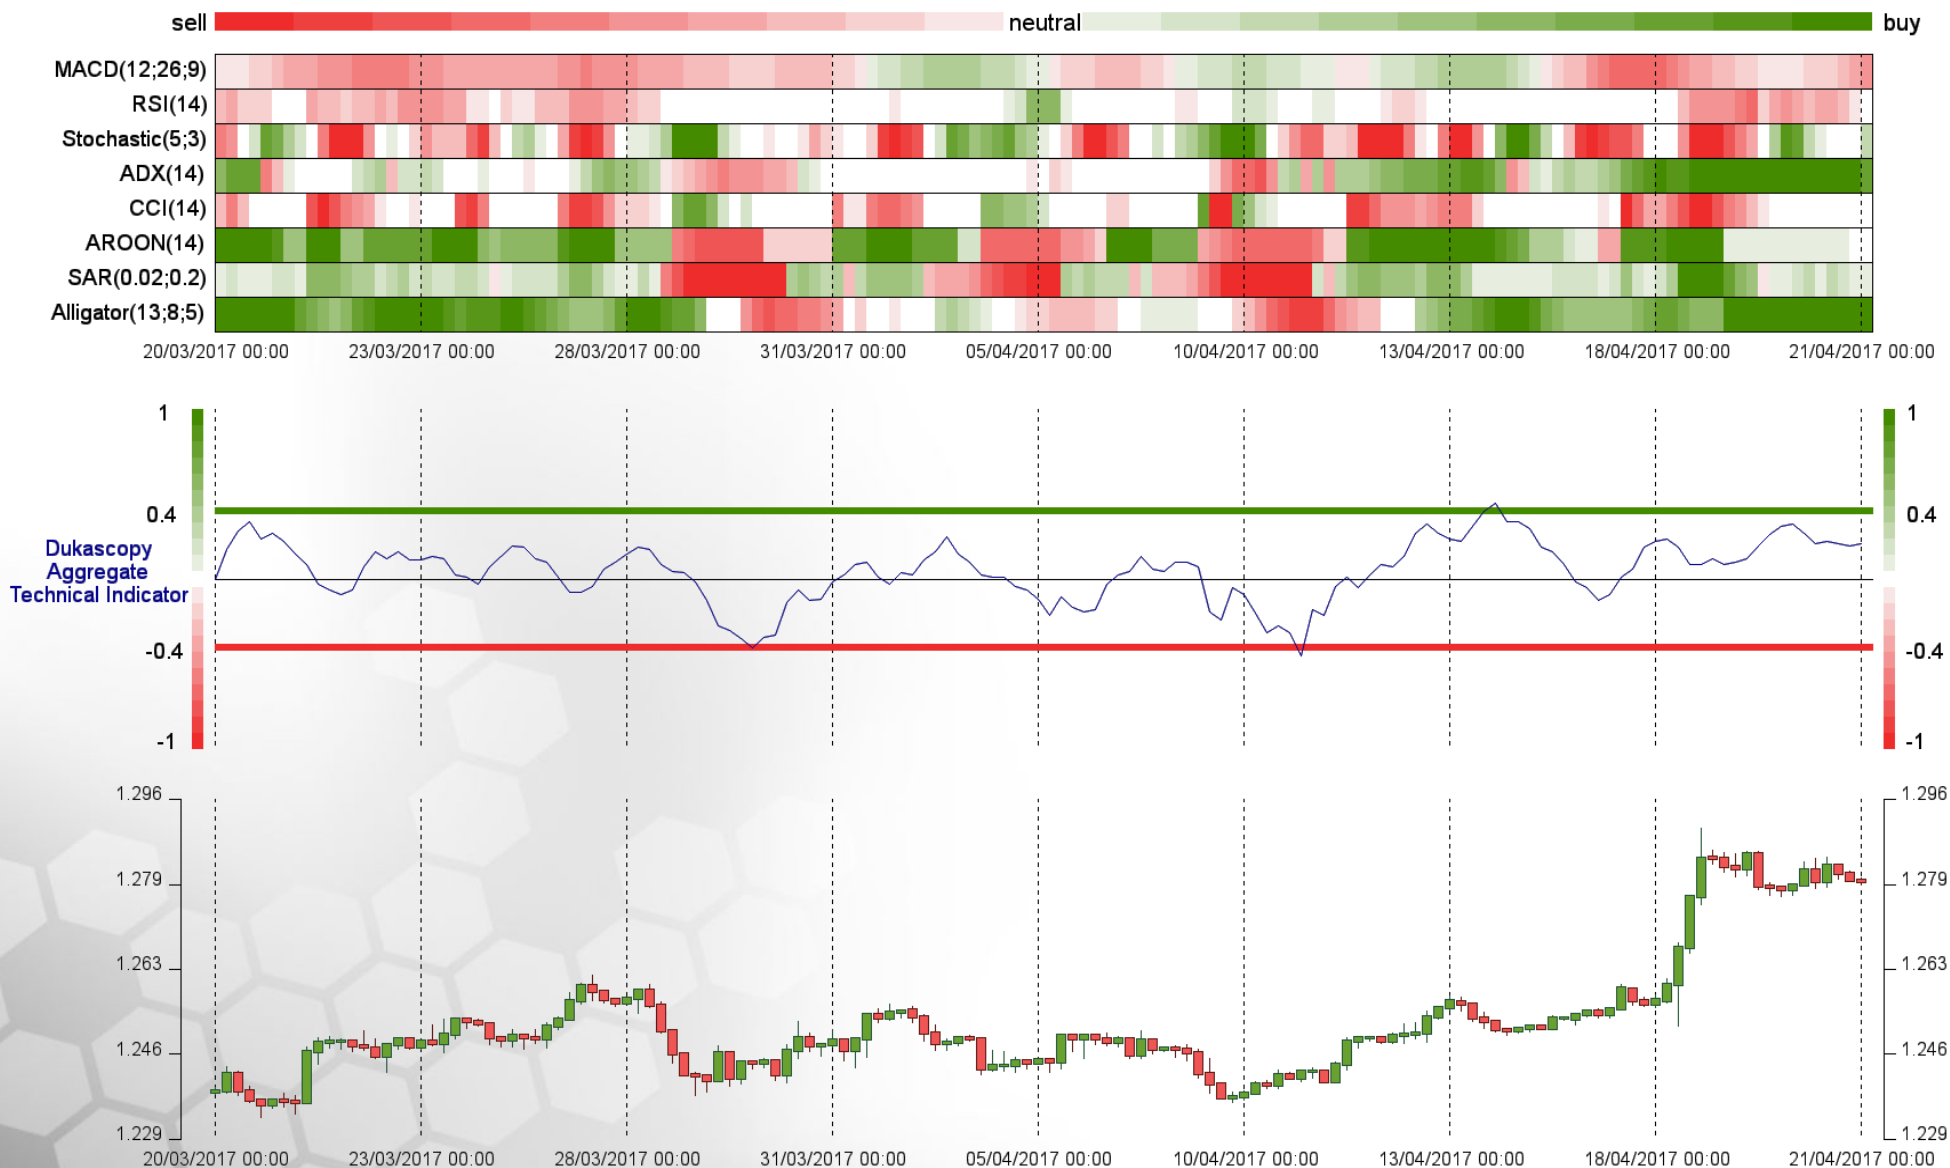 sell neutral buy
MACD(12;26;9)
RSI(14)
Stochastic(5;3)
ADX(14)
CCI(14)
AROON(14)
SAR(0.02;0.2)
Alligator(13;8;5)
20/03/2017 00:00 23/03/2017 00:00 28/03/2017 00:00 31/03/2017 00:00 05/04/2017 00:00 10/04/2017 00:00 13/04/2017 00:00 18/04/2017 00:00 21/04/2017 00:00
1 1
0.4 0.4
Dukascopy
Aggregate
Technical Indicator
-0.4 -0.4
-1 -1
1.296 1.296
1.279 1.279
1.263 1.263
1.246 1.246
1.229 1.229
20/03/2017 00:00 23/03/2017 00:00 28/03/2017 00:00 31/03/2017 00:00 05/04/2017 00:00 10/04/2017 00:00 13/04/2017 00:00 18/04/2017 00:00 21/04/2017 00:00